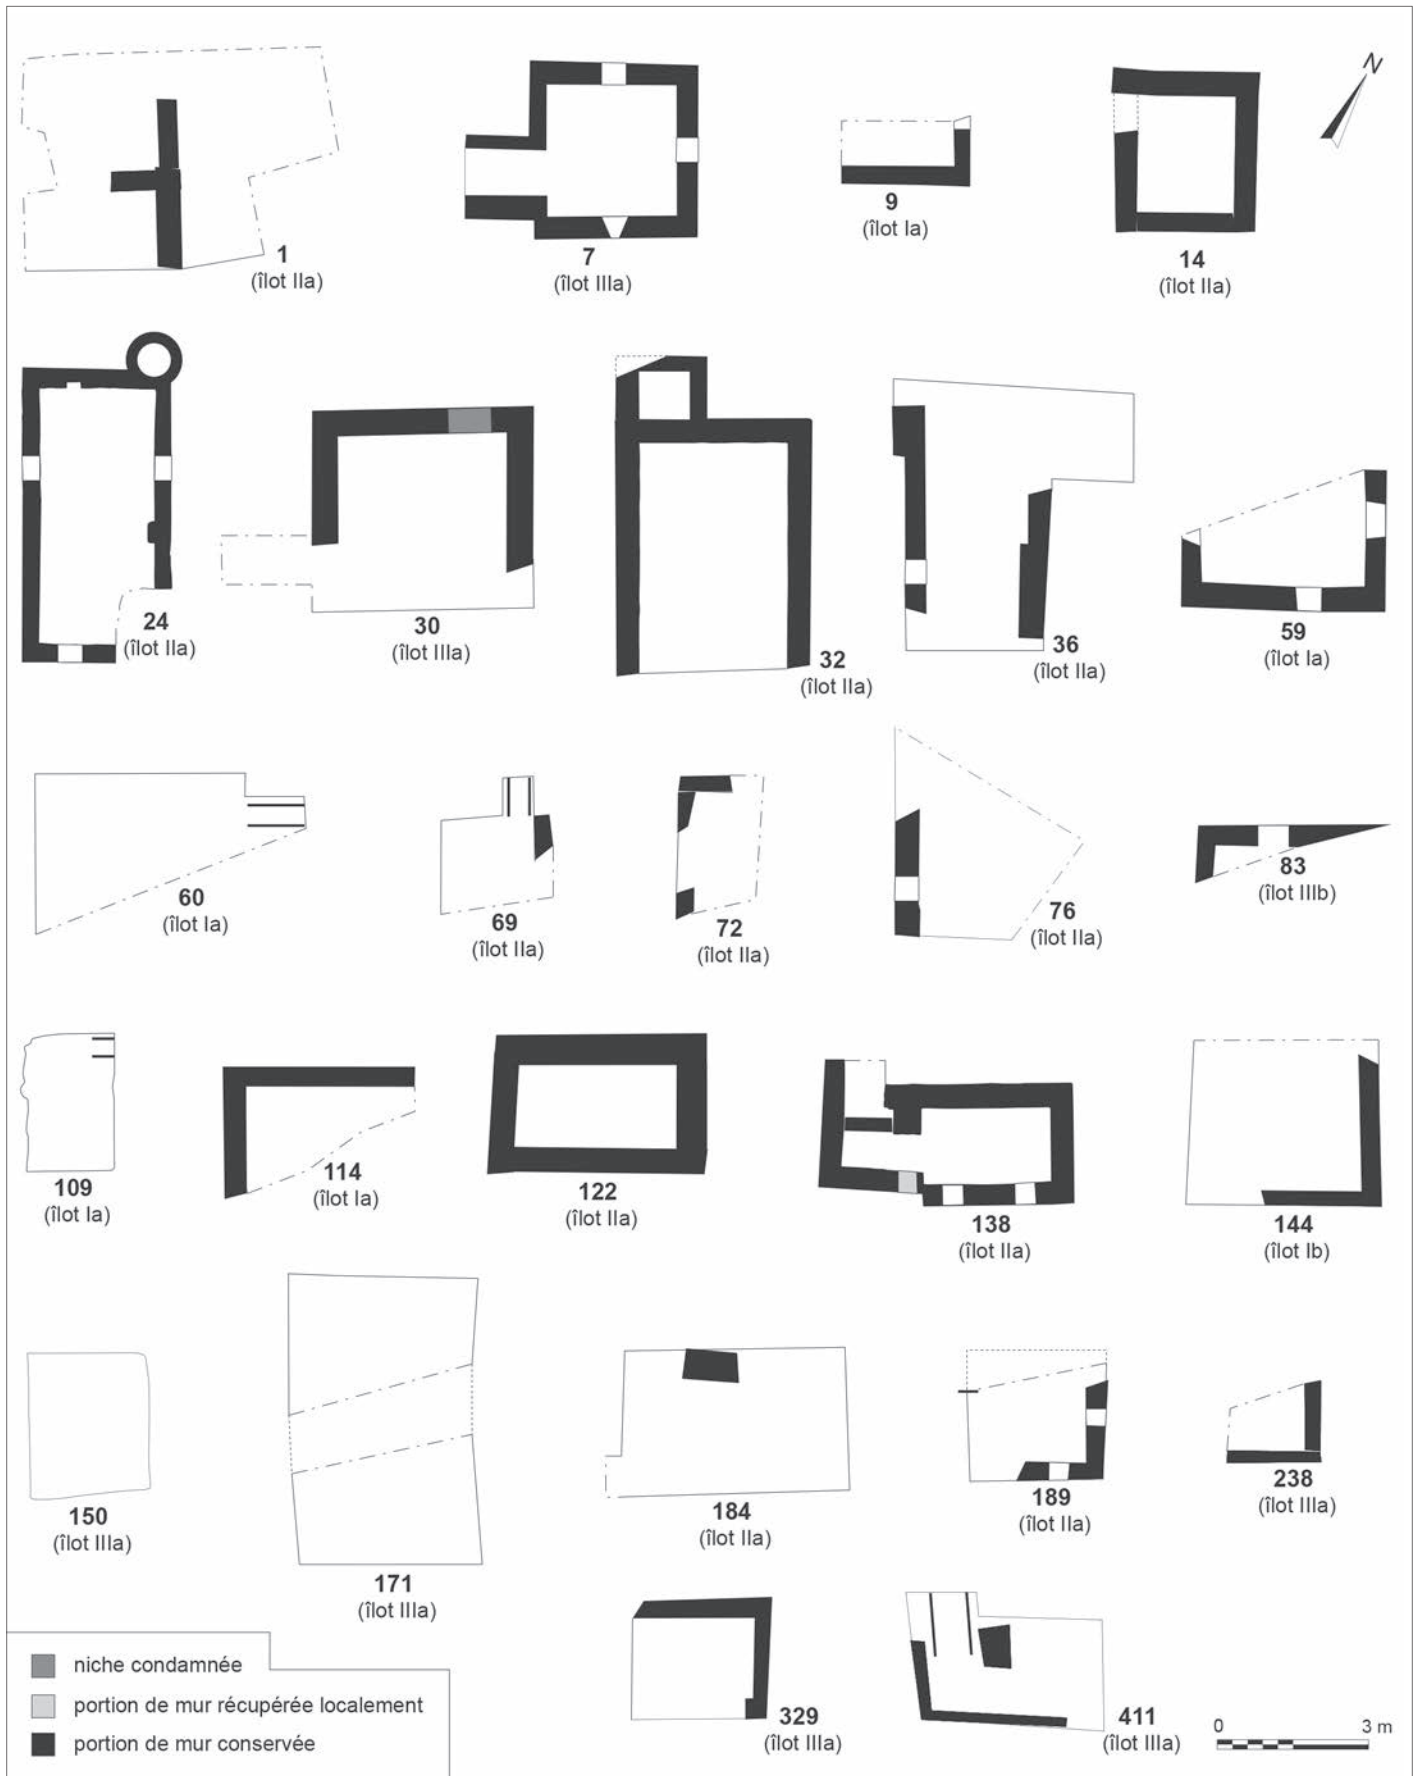 N
1
(îlot IIa)
7
(îlot IIIa)
9
(îlot Ia)
14
(îlot IIa)
24
(îlot IIa)
30
(îlot IIIa)
32
(îlot IIa)
36
(îlot IIa)
59
(îlot Ia)
60
(îlot Ia)
69
(îlot IIa)
72
(îlot IIa)
76
(îlot IIa)
83
(îlot IIIb)
109
(îlot Ia)
114
(îlot Ia)
122
(îlot IIa)
138
(îlot IIa)
144
(îlot Ib)
150
(îlot IIIa)
171
(îlot IIIa)
184
(îlot IIa)
189
(îlot IIa)
238
(îlot IIIa)
329
(îlot IIIa)
411
(îlot IIIa)
niche condamnée
portion de mur récupérée localement
portion de mur conservée
0 3 m